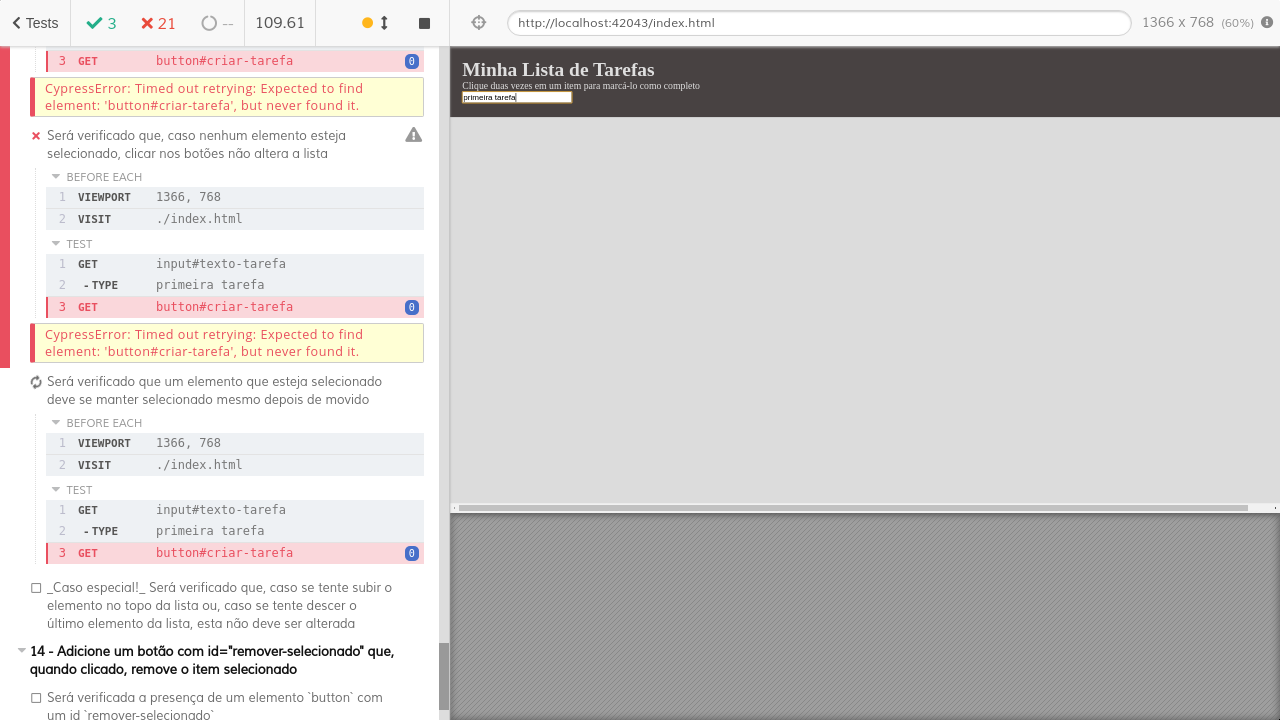 Tests 3 21 -- 109.61
http://localhost:42043/index.html 1366 x 768 (60%)
3 GET button#criar-tarefa 0
CypressError: Timed out retrying: Expected to find
element: 'button#criar-tarefa', but never found it.
Será verificado que, caso nenhum elemento esteja
selecionado, clicar nos botões não altera a lista
BEFORE EACH
1 VIEWPORT 1366, 768
2 VISIT ./index.html
TEST
1 GET input#texto-tarefa
2 -TYPE primeira tarefa
3 GET button#criar-tarefa 0
CypressError: Timed out retrying: Expected to find
element: 'button#criar-tarefa', but never found it.
Será verificado que um elemento que esteja selecionado
deve se manter selecionado mesmo depois de movido
BEFORE EACH
1 VIEWPORT 1366, 768
2 VISIT ./index.html
TEST
1 GET input#texto-tarefa
2 -TYPE primeira tarefa
3 GET button#criar-tarefa 0
_Caso especial!_ Será verificado que, caso se tente subir o
elemento no topo da lista ou, caso se tente descer o
último elemento da lista, esta não deve ser alterada
14 - Adicione um botão com id="remover-selecionado" que,
quando clicado, remove o item selecionado
Será verificada a presença de um elemento `button` com
um id `remover-selecionado`
Minha Lista de Tarefas
Clique duas vezes em um item para marcá-lo como completo
primeira tarefa